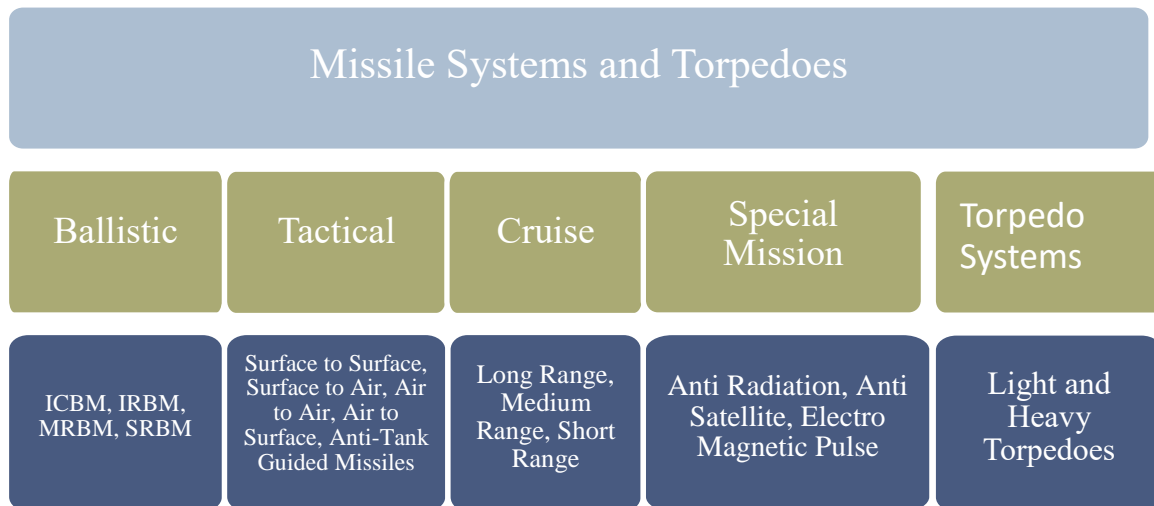 Missile Systems and Torpedoes
Ballistic
Tactical
Cruise
Special
Mission
Torpedo
Systems
ICBM, IRBM,
MRBM, SRBM
Surface to Surface,
Surface to Air, Air
to Air, Air to
Surface, Anti-Tank
Guided Missiles
Long Range,
Medium
Range, Short
Range
Anti Radiation, Anti
Satellite, Electro
Magnetic Pulse
Light and
Heavy
Torpedoes